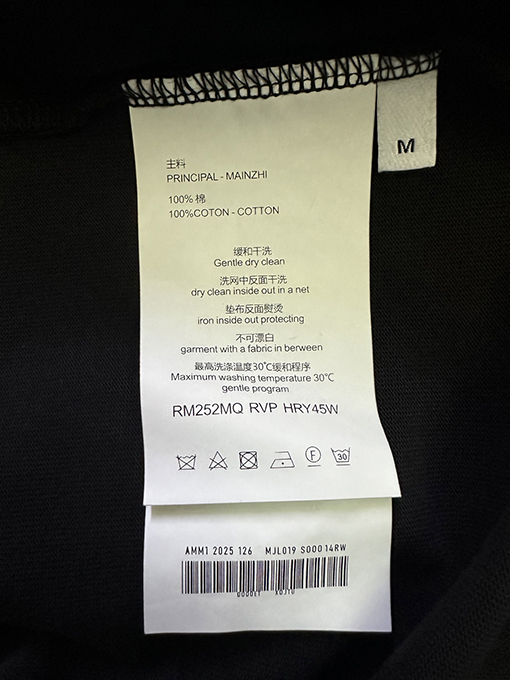 M
主料
PRINCIPAL - MAINZHI
100% 棉
100%COTON - COTTON
缓和干洗
Gentle dry clean
洗网中反面干洗
dry clean inside out in a net
垫布反面熨烫
iron inside out protecting
不可漂白
garment with a fabric in berween
最高洗涤温度30℃缓和程序
Maximum washing temperature 30℃
gentle program
RM252MQ RVP HRY45W
F 30
AMM1 2025 126 MJL019 S000 14RW